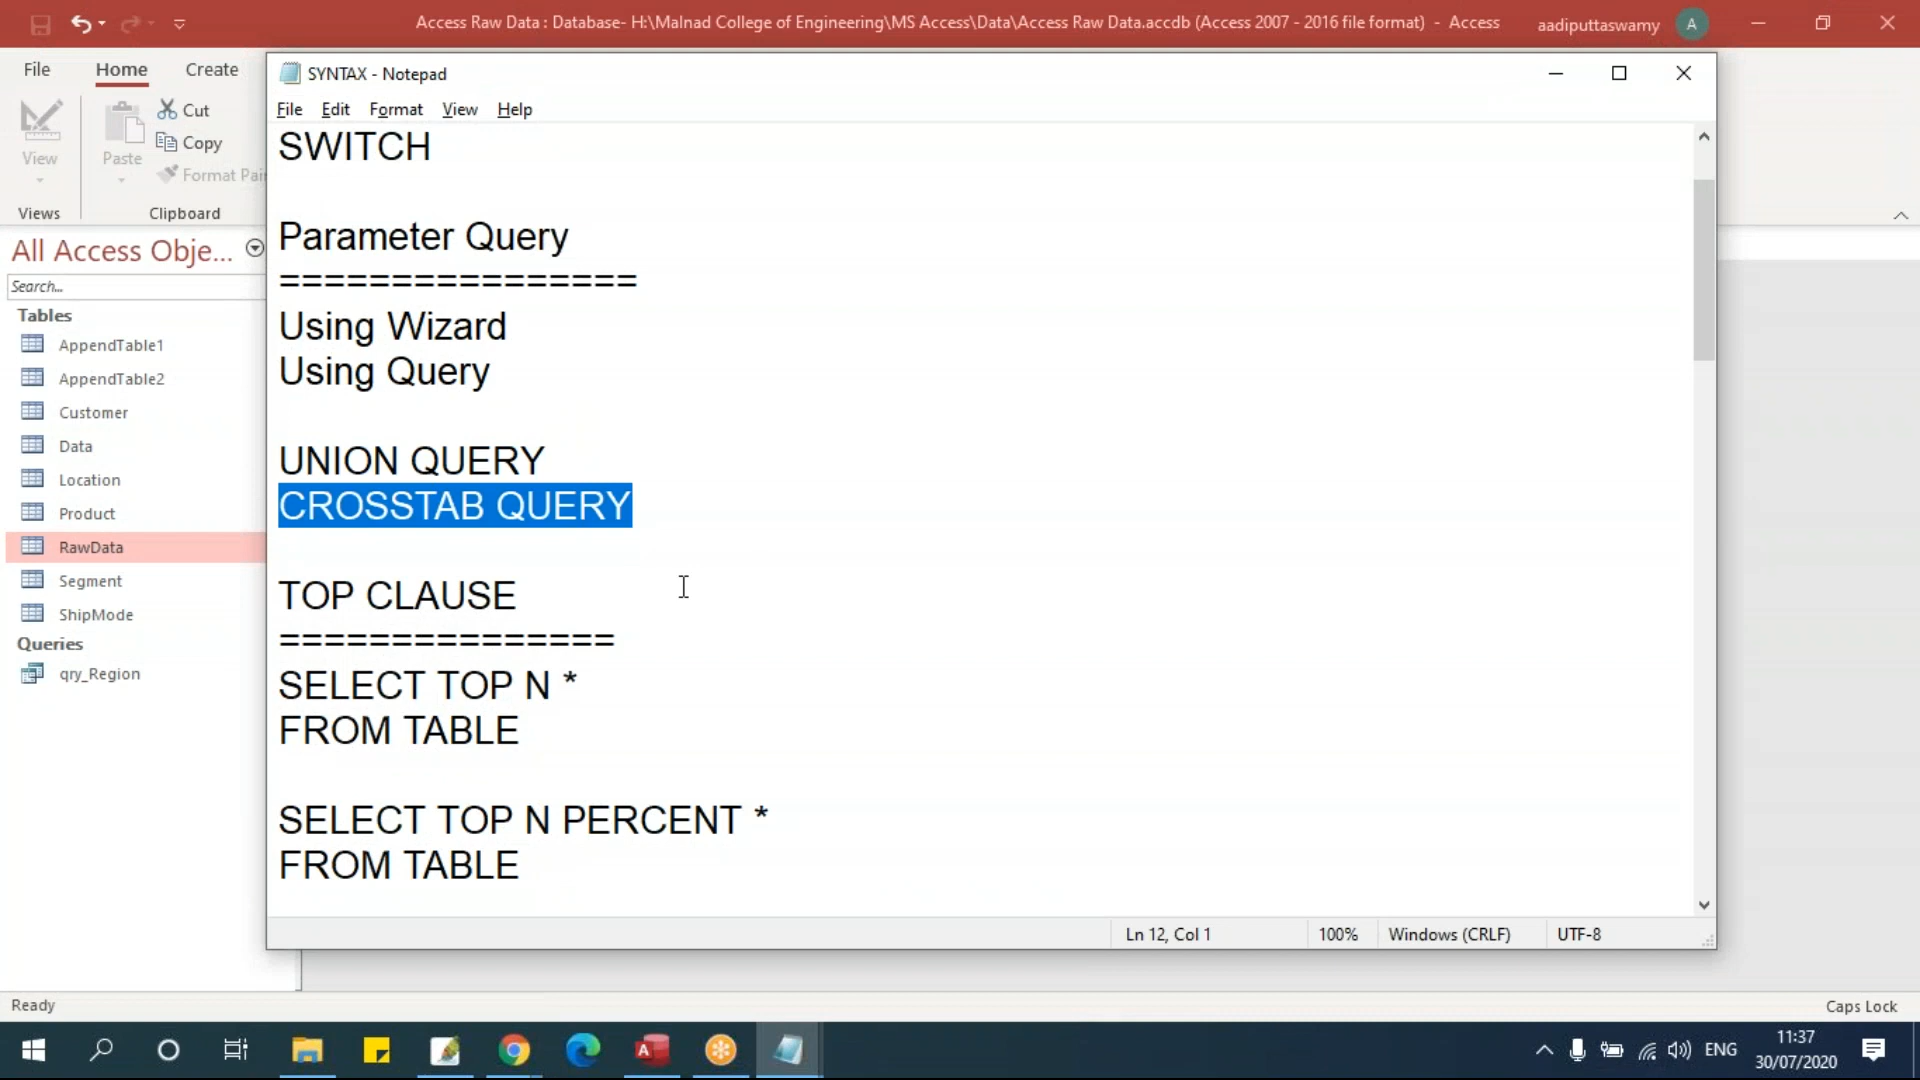 Access Raw Data : Database- H:\Malnad College of Engineering\MS Access\Data\Access Raw Data.accdb (Access 2007 - 2016 file format) - Access
aadiputtaswamy
A
File
Home
Create
View
Paste
Cut
Copy
Format Pai
Views
Clipboard
All Access Obje...
Search...
Tables
AppendTable1
AppendTable2
Customer
Data
Location
Product
RawData
Segment
ShipMode
Queries
qry_Region
SYNTAX - Notepad
File Edit Format View Help
SWITCH
Parameter Query
================
Using Wizard
Using Query
UNION QUERY
CROSSTAB QUERY
TOP CLAUSE
===============
SELECT TOP N *
FROM TABLE
SELECT TOP N PERCENT *
FROM TABLE
Ln 12, Col 1
100%
Windows (CRLF)
UTF-8
Ready
Caps Lock
A
ENG
11:37
30/07/2020